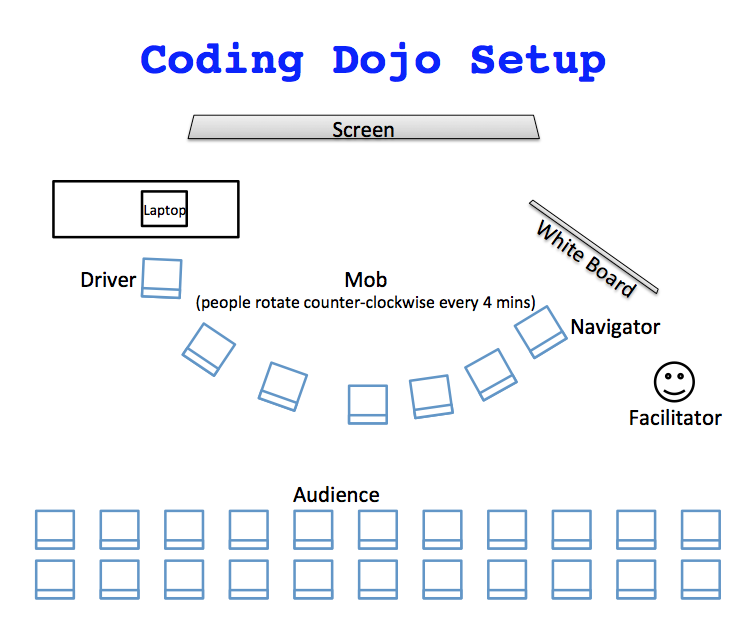 Coding Dojo Setup
Screen
Laptop
White Board
Driver
Mob
(people rotate counter-clockwise every 4 mins)
Navigator
Facilitator
Audience